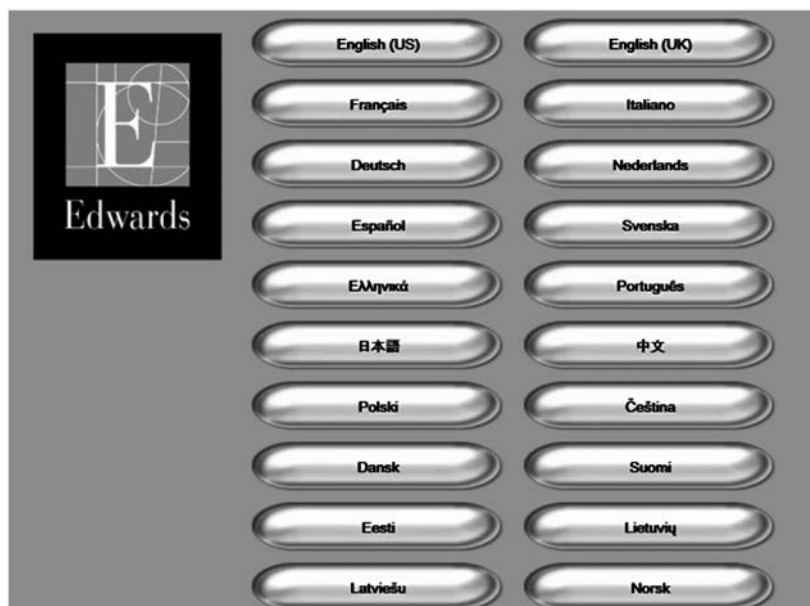 E
Edwards
English (US)
English (UK)
Français
Italiano
Deutsch
Nederlands
Español
Svenska
Ελληνικά
Português
日本語
中文
Polski
Čeština
Dansk
Suomi
Eesti
Lietuvių
Latviešu
Norsk